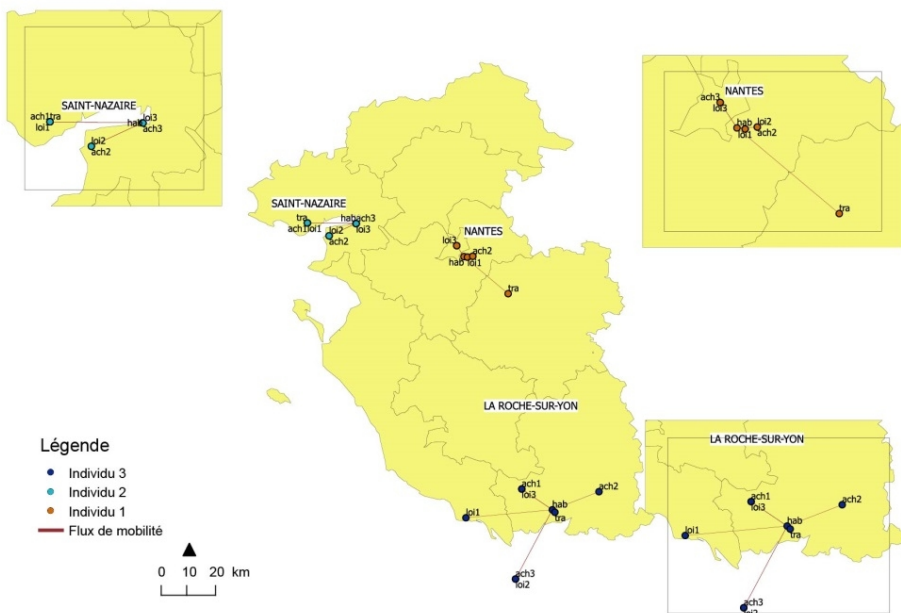 SAINT-NAZAIRE
ach1tra
loi1
loi3
hab
ach3
loi2
ach2
NANTES
ach3
loi3
hab
loi1
loi2
ach2
tra
SAINT-NAZAIRE
tra
ach1loi1
habach3
loi3
loi2
ach2
NANTES
loi3
ach2
hab
loi1
tra
LA ROCHE-SUR-YON
ach1
loi3
ach2
hab
tra
loi1
ach3
loi2
LA ROCHE-SUR-YON
ach1
loi3
ach2
hab
tra
loi1
ach3
loi2
Légende
Individu 3
Individu 2
Individu 1
Flux de mobilité
0 10 20 km